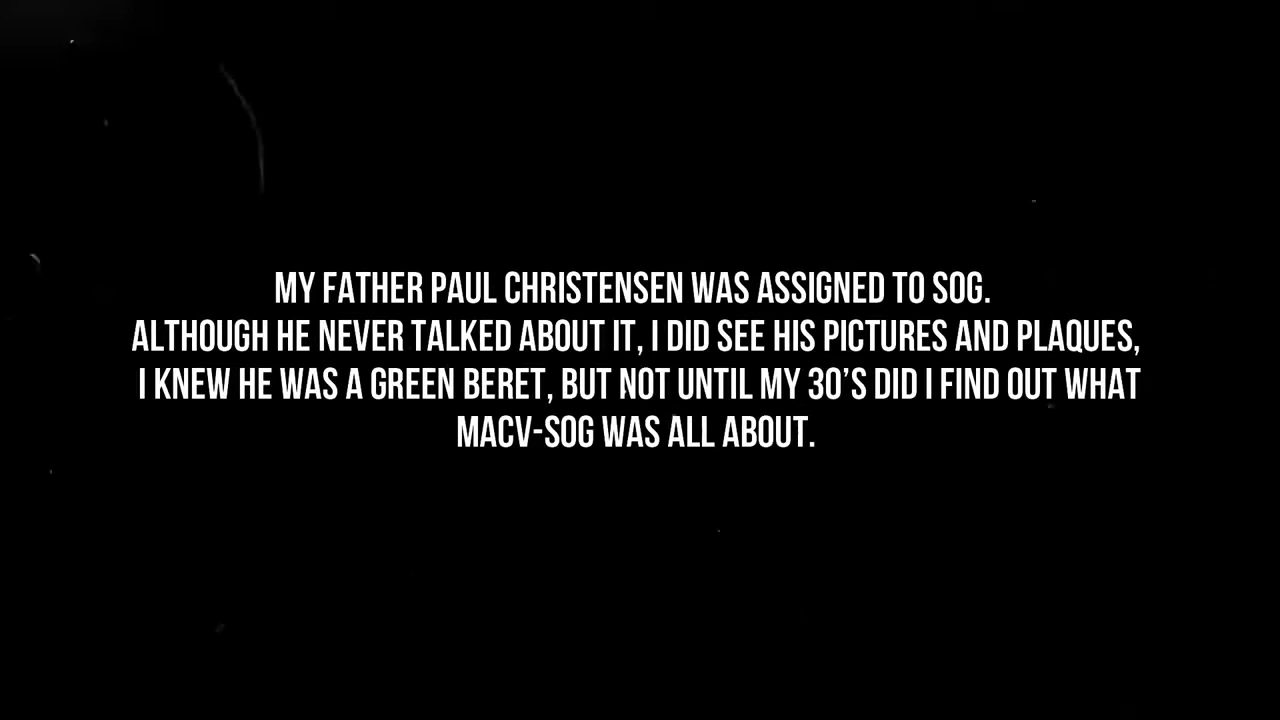 MY FATHER PAUL CHRISTENSEN WAS ASSIGNED TO SOG.
ALTHOUGH HE NEVER TALKED ABOUT IT, I DID SEE HIS PICTURES AND PLAQUES,
I KNEW HE WAS A GREEN BERET, BUT NOT UNTIL MY 30'S DID I FIND OUT WHAT
MACV-SOG WAS ALL ABOUT.